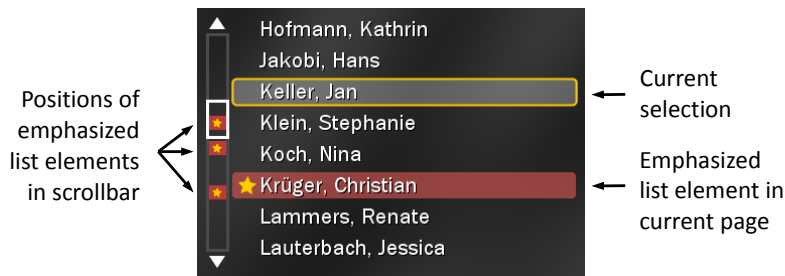 Positions of
emphasized
list elements
in scrollbar
Hofmann, Kathrin
Jakobi, Hans
Keller, Jan
Klein, Stephanie
Koch, Nina
Krüger, Christian
Lammers, Renate
Lauterbach, Jessica
Current
selection
Emphasized
list element in
current page